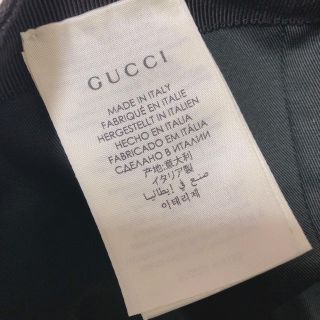 GUCCI
MADE IN ITALY
FABRIQUÉ EN ITALIE
HERGESTELLT IN ITALIEN
HECHO EN ITALIA
FABRICADO EM ITÁLIA
СДЕЛАНО В ИТАЛИИ
产地:意大利
イタリア製
صنع في إيطاليا
이태리제